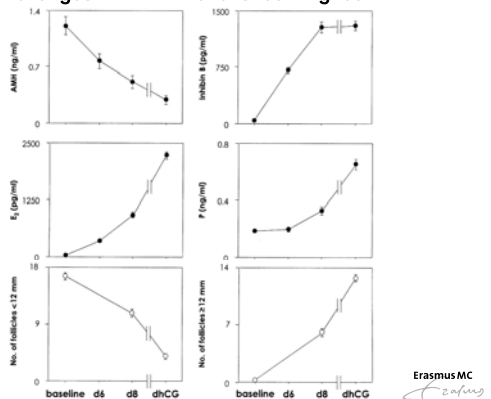 1.4
0.7
0
AMH (ng/ml)
1500
750
0
Inhibin B (pg/ml)
2500
1250
0
E2 (pg/ml)
0.8
0.4
0
P (ng/ml)
18
9
0
No. of follicles <12 mm
14
7
0
No. of follicles ≥12 mm
baseline d6 d8 dhCG
baseline d6 d8 dhCG
Erasmus MC
Erasmus